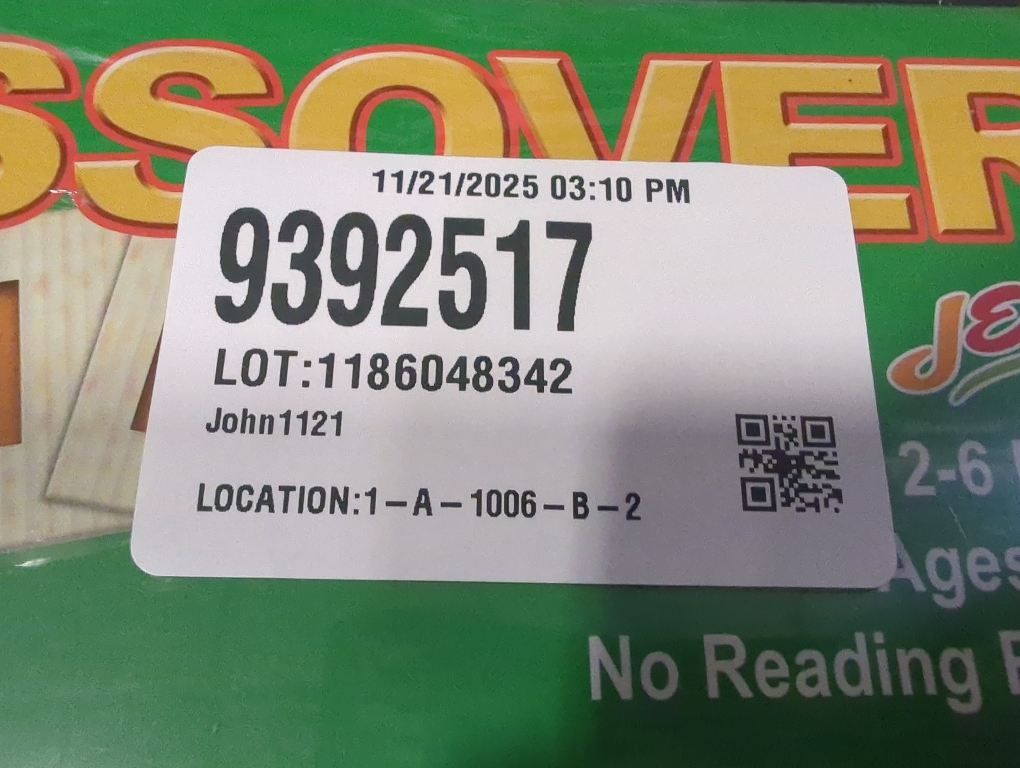 SSOVER
11/21/2025 03:10 PM
9392517
LOT:1186048342
John1121
LOCATION:1-A-1006-B-2
2-6
Ages
No Reading